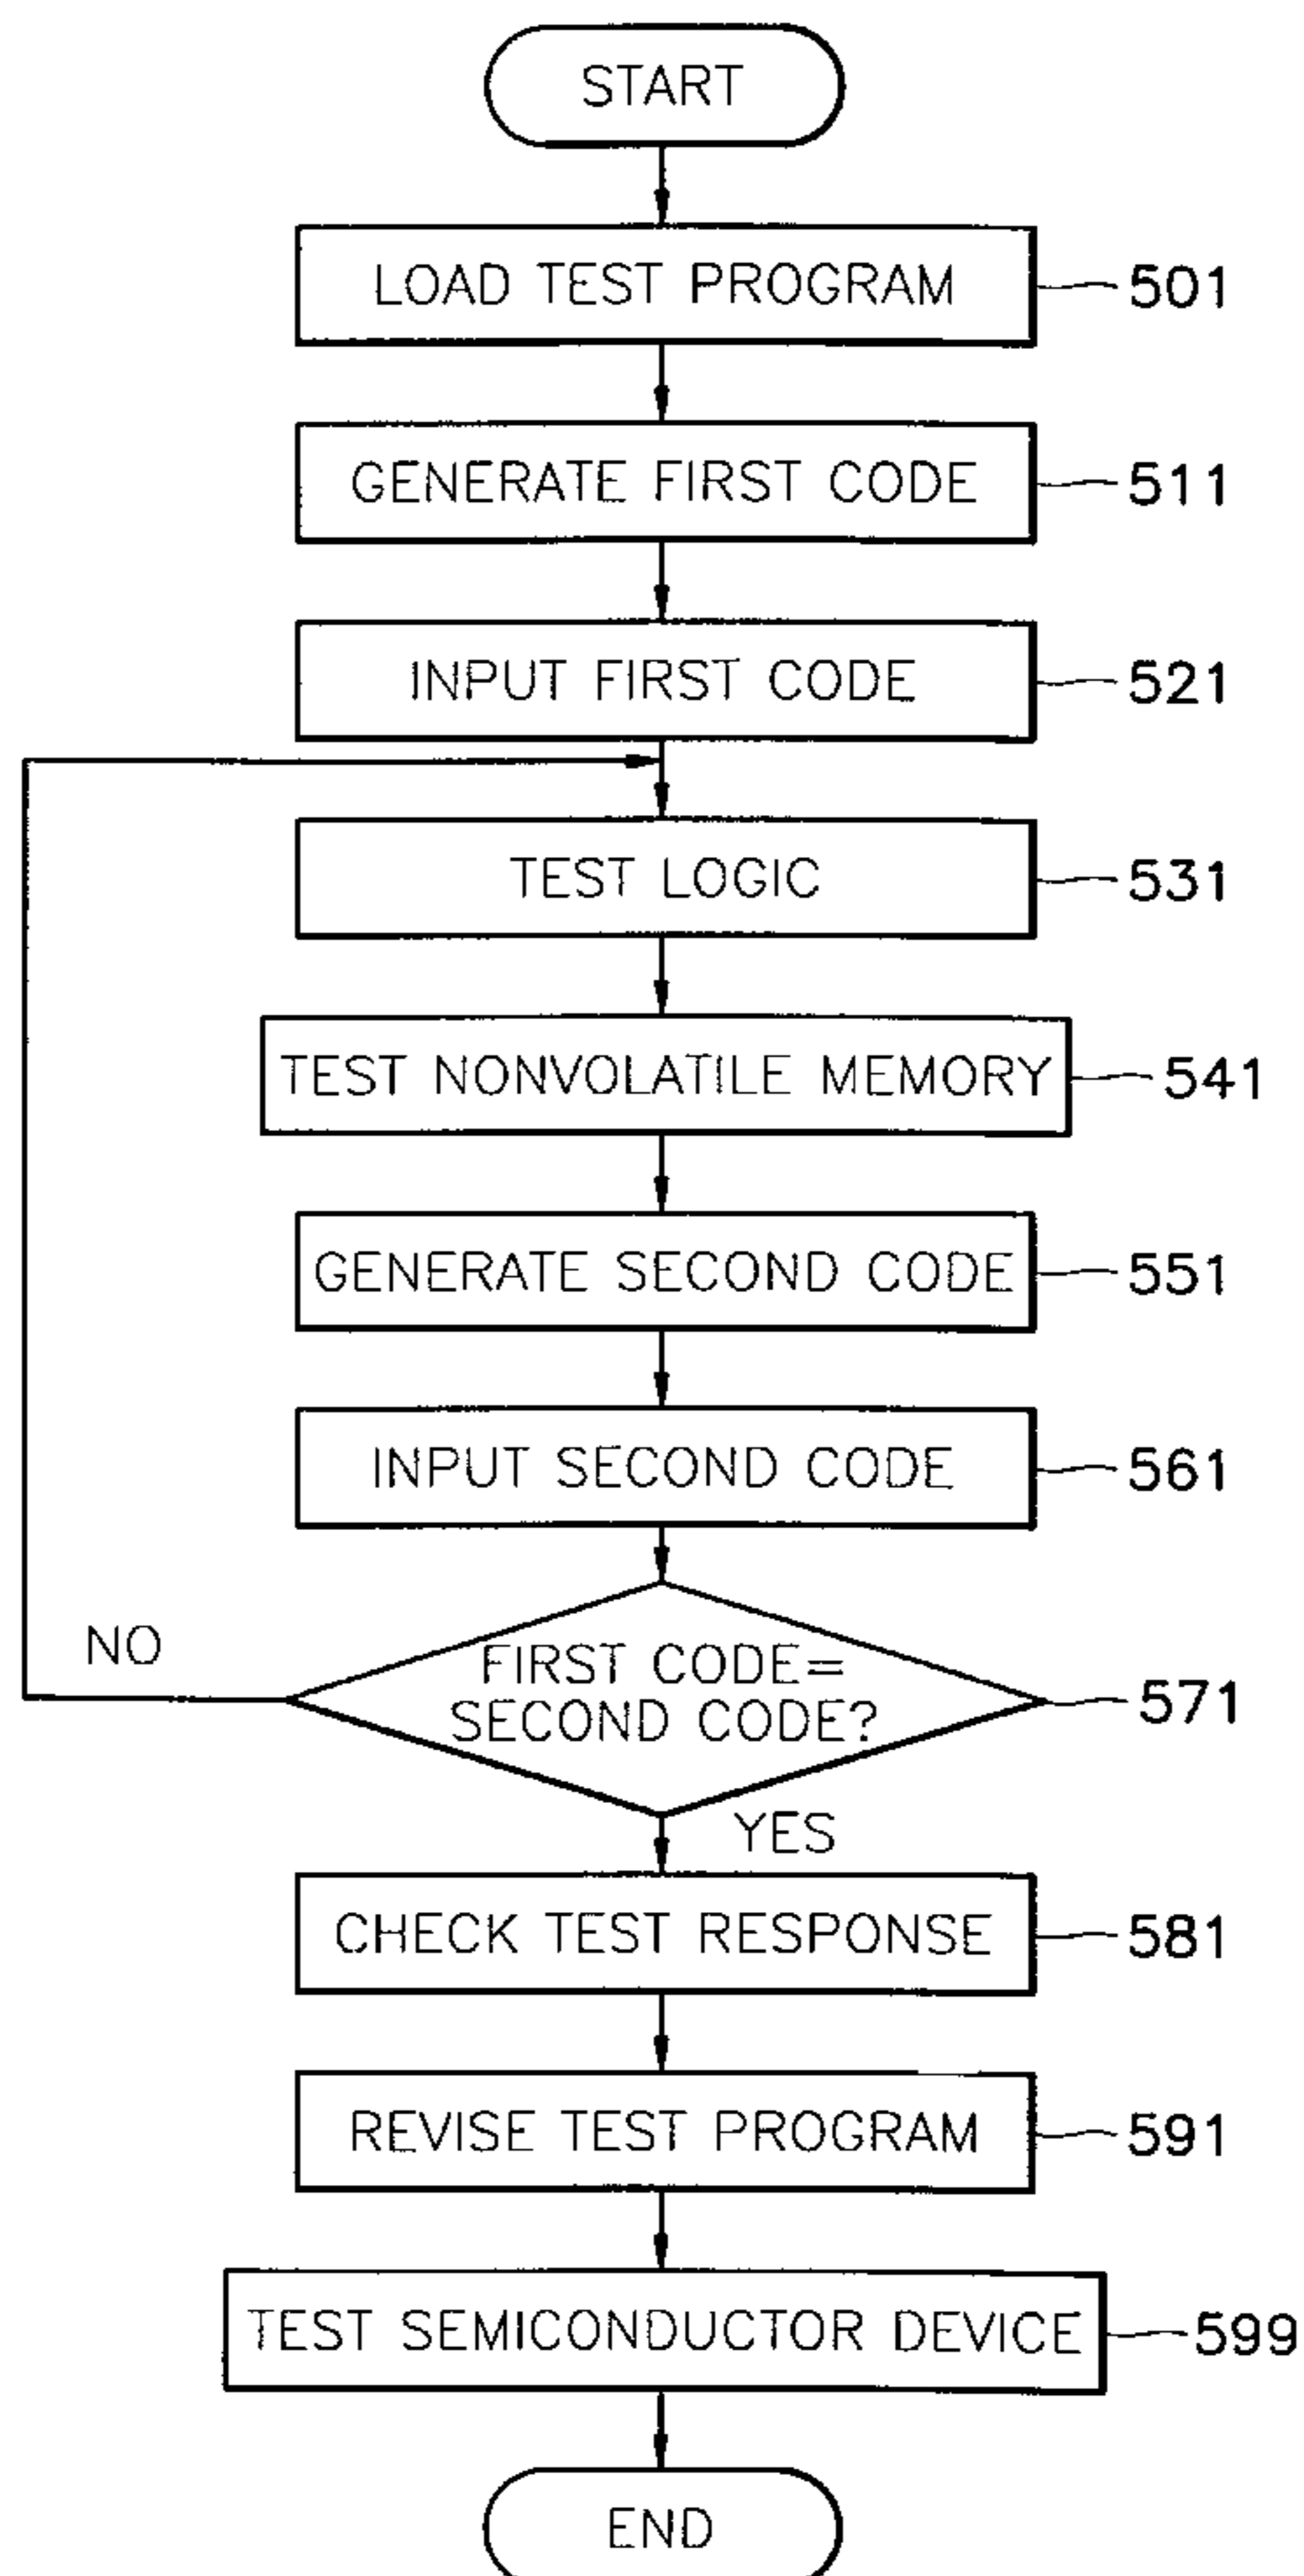 START
LOAD TEST PROGRAM 501
GENERATE FIRST CODE 511
INPUT FIRST CODE 521
TEST LOGIC 531
TEST NONVOLATILE MEMORY 541
GENERATE SECOND CODE 551
INPUT SECOND CODE 561
NO
FIRST CODE=
SECOND CODE? 571
YES
CHECK TEST RESPONSE 581
REVISE TEST PROGRAM 591
TEST SEMICONDUCTOR DEVICE 599
END